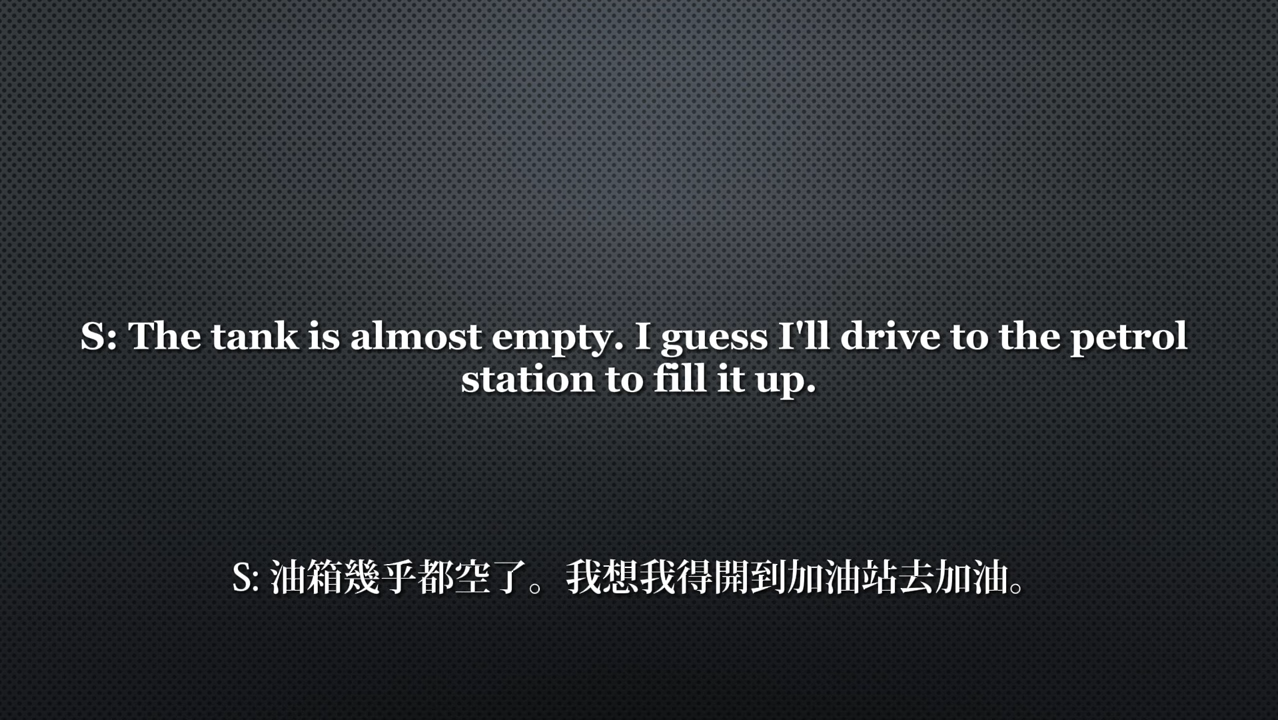 S: The tank is almost empty. I guess I'll drive to the petrol
station to fill it up.
S: 油箱幾乎都空了。我想我得開到加油站去加油。